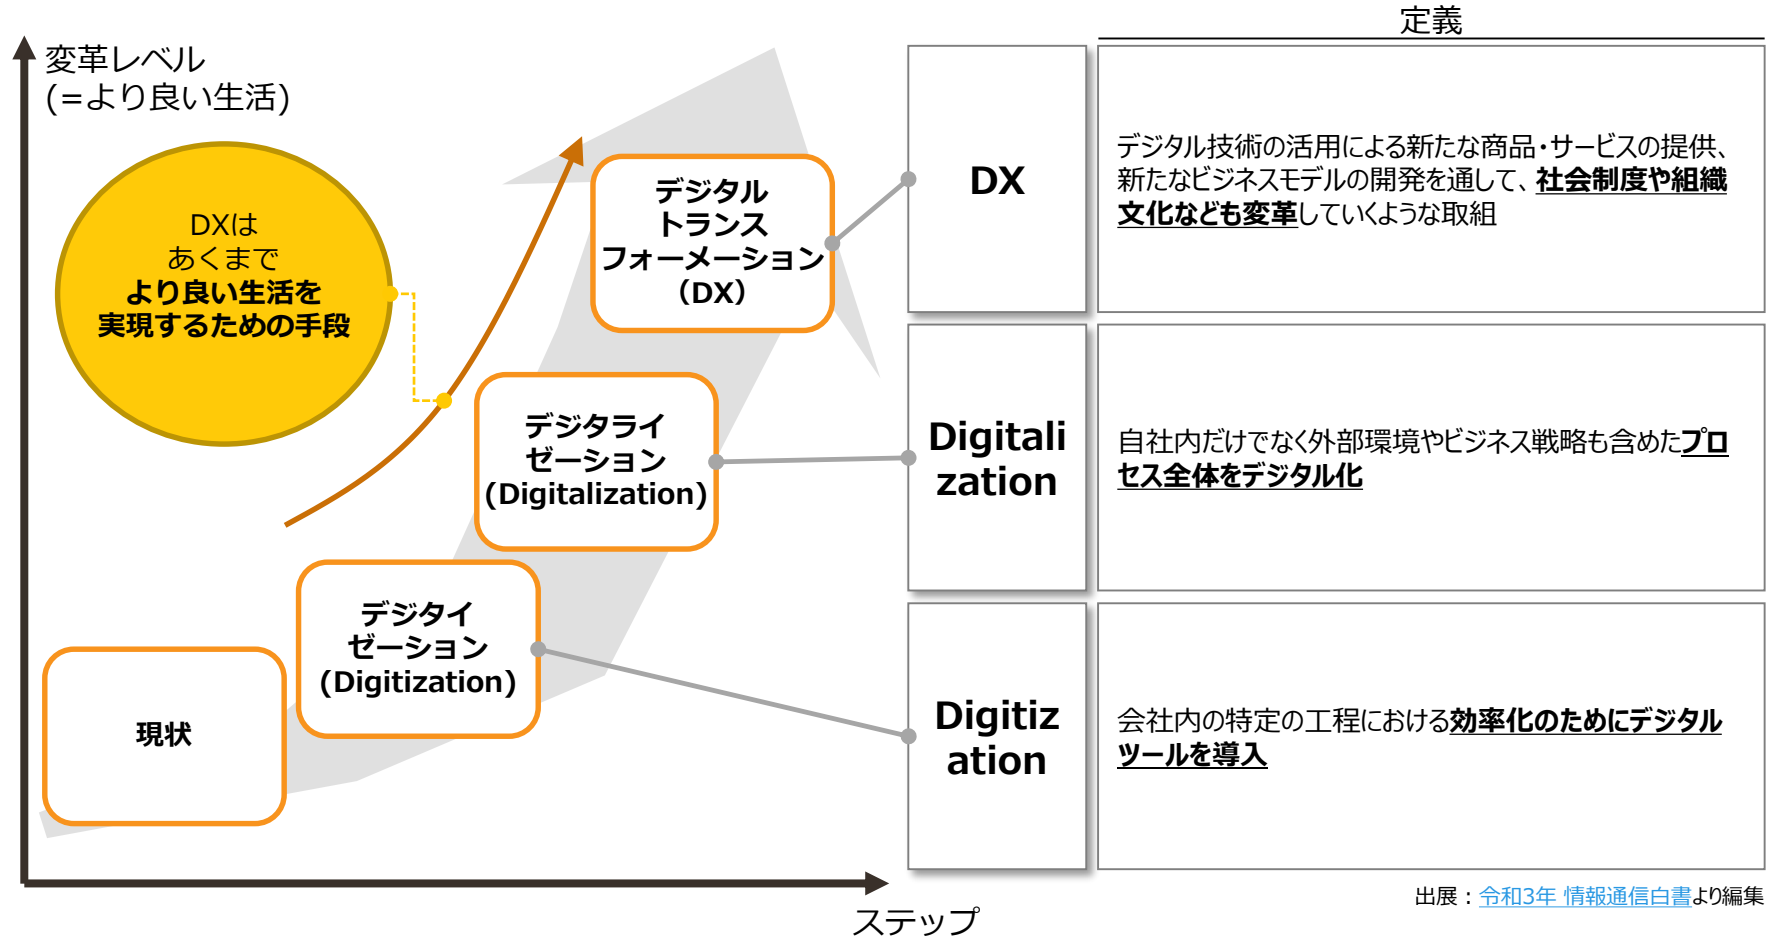 変革レベル
(=より良い生活)
DXは
あくまで
より良い生活を
実現するための手段
デジタル
トランス
フォーメーション
（DX）
デジタライ
ゼーション
(Digitalization)
デジタイ
ゼーション
(Digitization)
現状
ステップ
定義
DX
デジタル技術の活用による新たな商品・サービスの提供、
新たなビジネスモデルの開発を通して、社会制度や組織
文化なども変革していくような取組
Digitali
zation
自社内だけでなく外部環境やビジネス戦略も含めたプロ
セス全体をデジタル化
Digitiz
ation
会社内の特定の工程における効率化のためにデジタル
ツールを導入
出展：令和3年 情報通信白書より編集